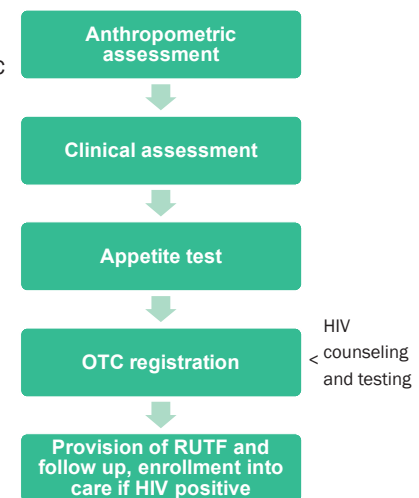 Anthropometric
assessment
C
Clinical assessment
Appetite test
OTC registration
HIV
< counseling
and testing
Provision of RUTF and
follow up, enrollment into
care if HIV positive